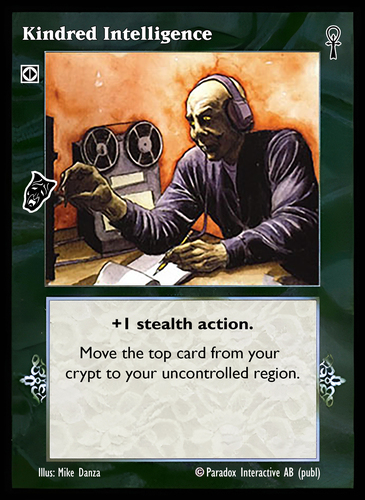 Kindred Intelligence
+1 stealth action.
Move the top card from your
crypt to your uncontrolled region.
Illus: Mike Danza
© Paradox Interactive AB (publ)